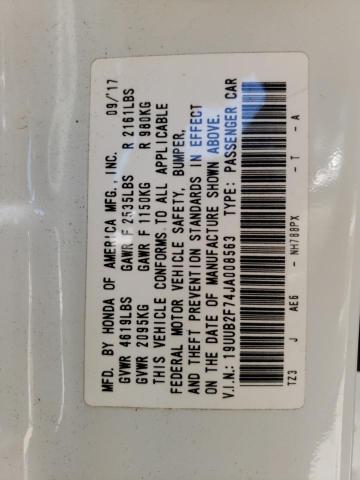 MFD. BY HONDA OF AMERICA MFG., INC. 09/17
GVWR 4619LBS GAWR F 2535LBS R 2161LBS
GVWR 2095KG GAWR F 1150KG R 980KG
THIS VEHICLE CONFORMS TO ALL APPLICABLE
FEDERAL MOTOR VEHICLE SAFETY, BUMPER,
AND THEFT PREVENTION STANDARDS IN EFFECT
ON THE DATE OF MANUFACTURE SHOWN ABOVE.
V.I.N.: 19UUB2F74JA008563 TYPE: PASSENGER CAR
TZ3 J AE6 - NH788PX - T - A